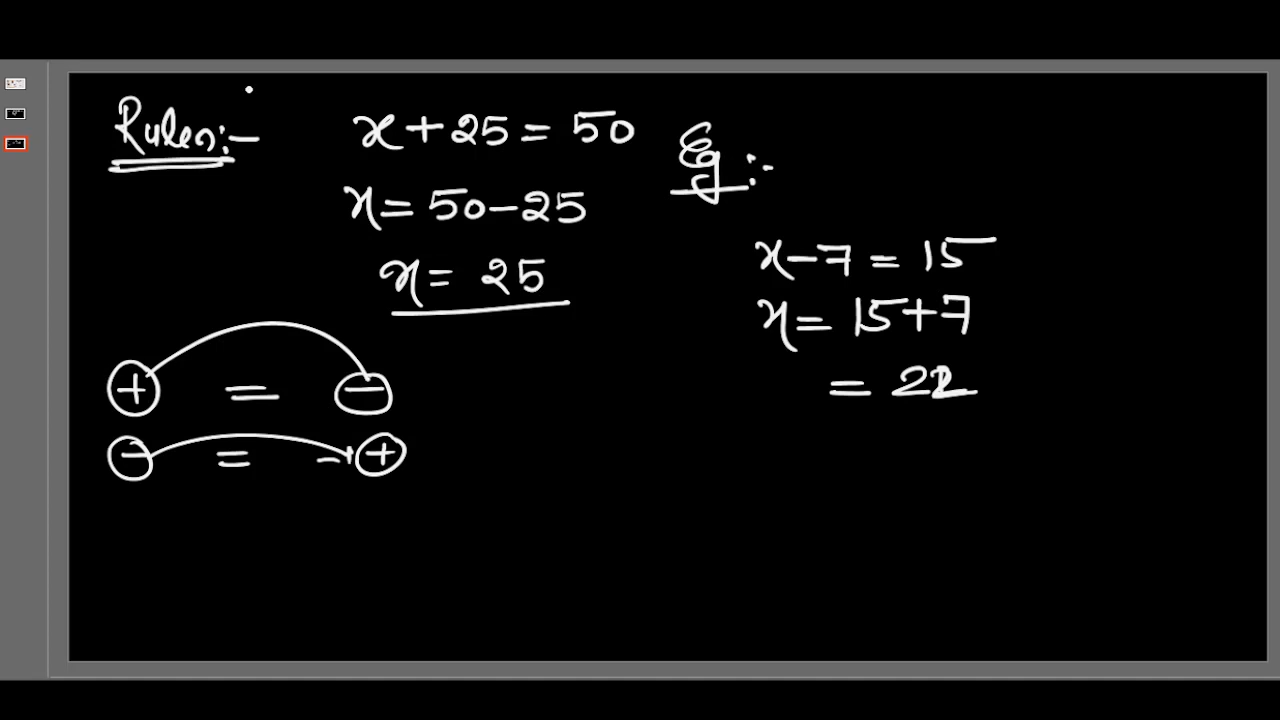 Rules:-
x + 25 = 50
x = 50 - 25
x = 25
+ = -
- = +
Eg :-
x - 7 = 15
x = 15 + 7
= 22